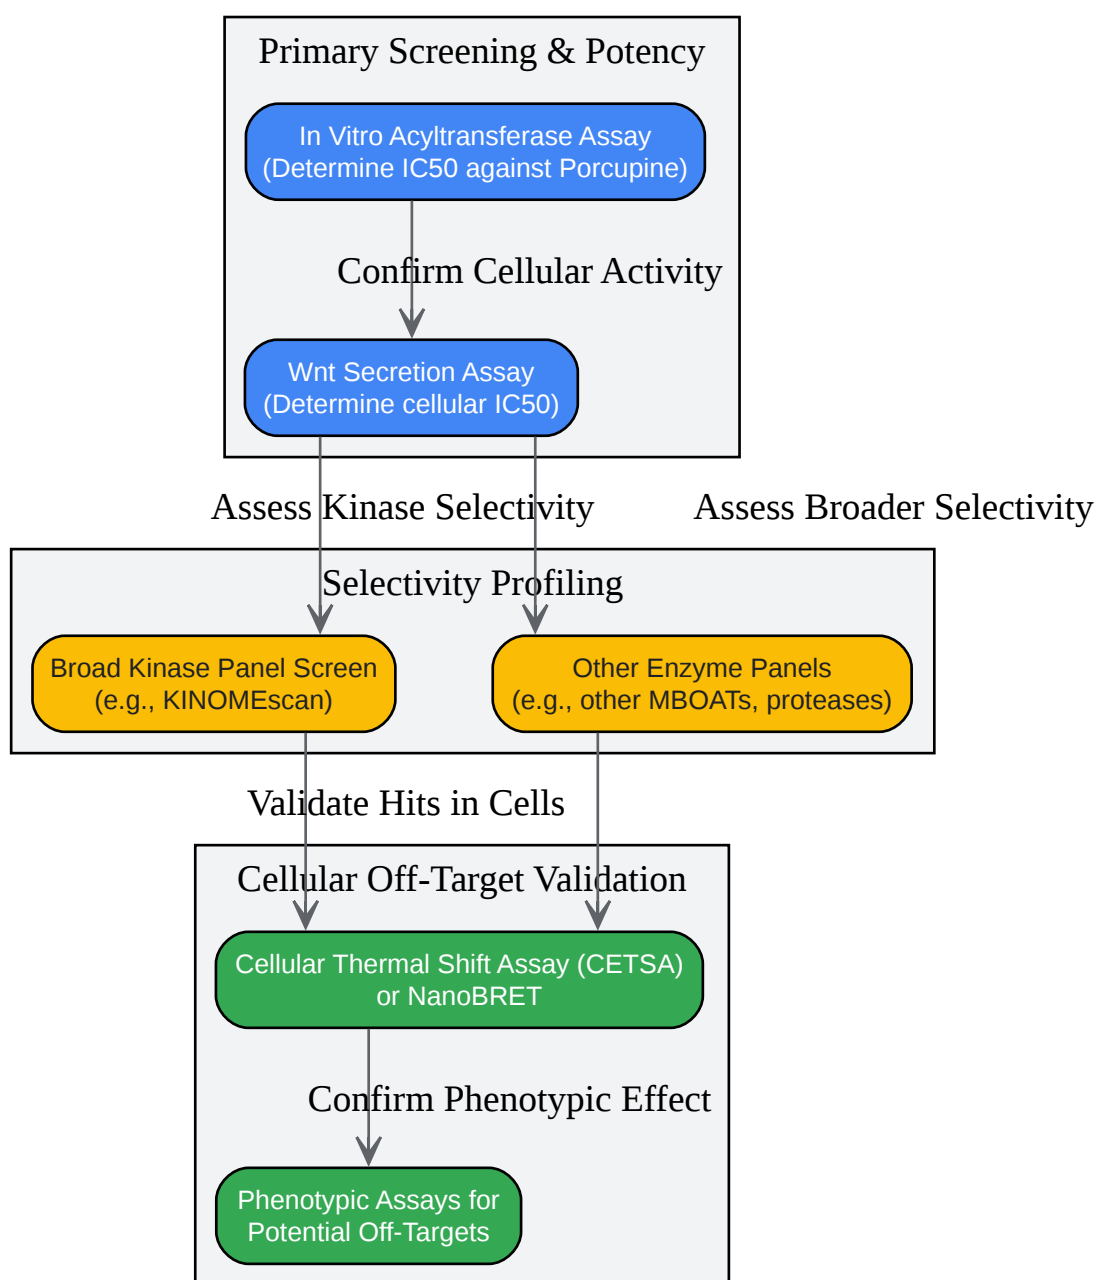 Primary Screening & Potency
In Vitro Acyltransferase Assay
(Determine IC50 against Porcupine)
Confirm Cellular Activity
Wnt Secretion Assay
(Determine cellular IC50)
Assess Kinase Selectivity
Assess Broader Selectivity
Selectivity Profiling
Broad Kinase Panel Screen
(e.g., KINOMEscan)
Other Enzyme Panels
(e.g., other MBOATs, proteases)
Validate Hits in Cells
Cellular Off-Target Validation
Cellular Thermal Shift Assay (CETSA)
or NanoBRET
Confirm Phenotypic Effect
Phenotypic Assays for
Potential Off-Targets